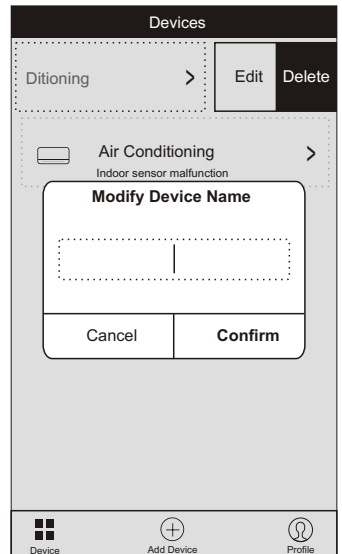 Devices
Ditioning > Edit Delete
Air Conditioning >
Indoor sensor malfunction
Modify Device Name
Cancel Confirm
Device Add Device Profile